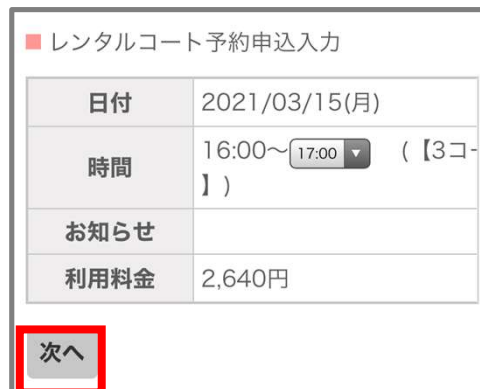 レンタルコート予約申込入力
日付 2021/03/15(月)
時間 16:00～ 17:00 (【3コー
】)
お知らせ
利用料金 2,640円
次へ